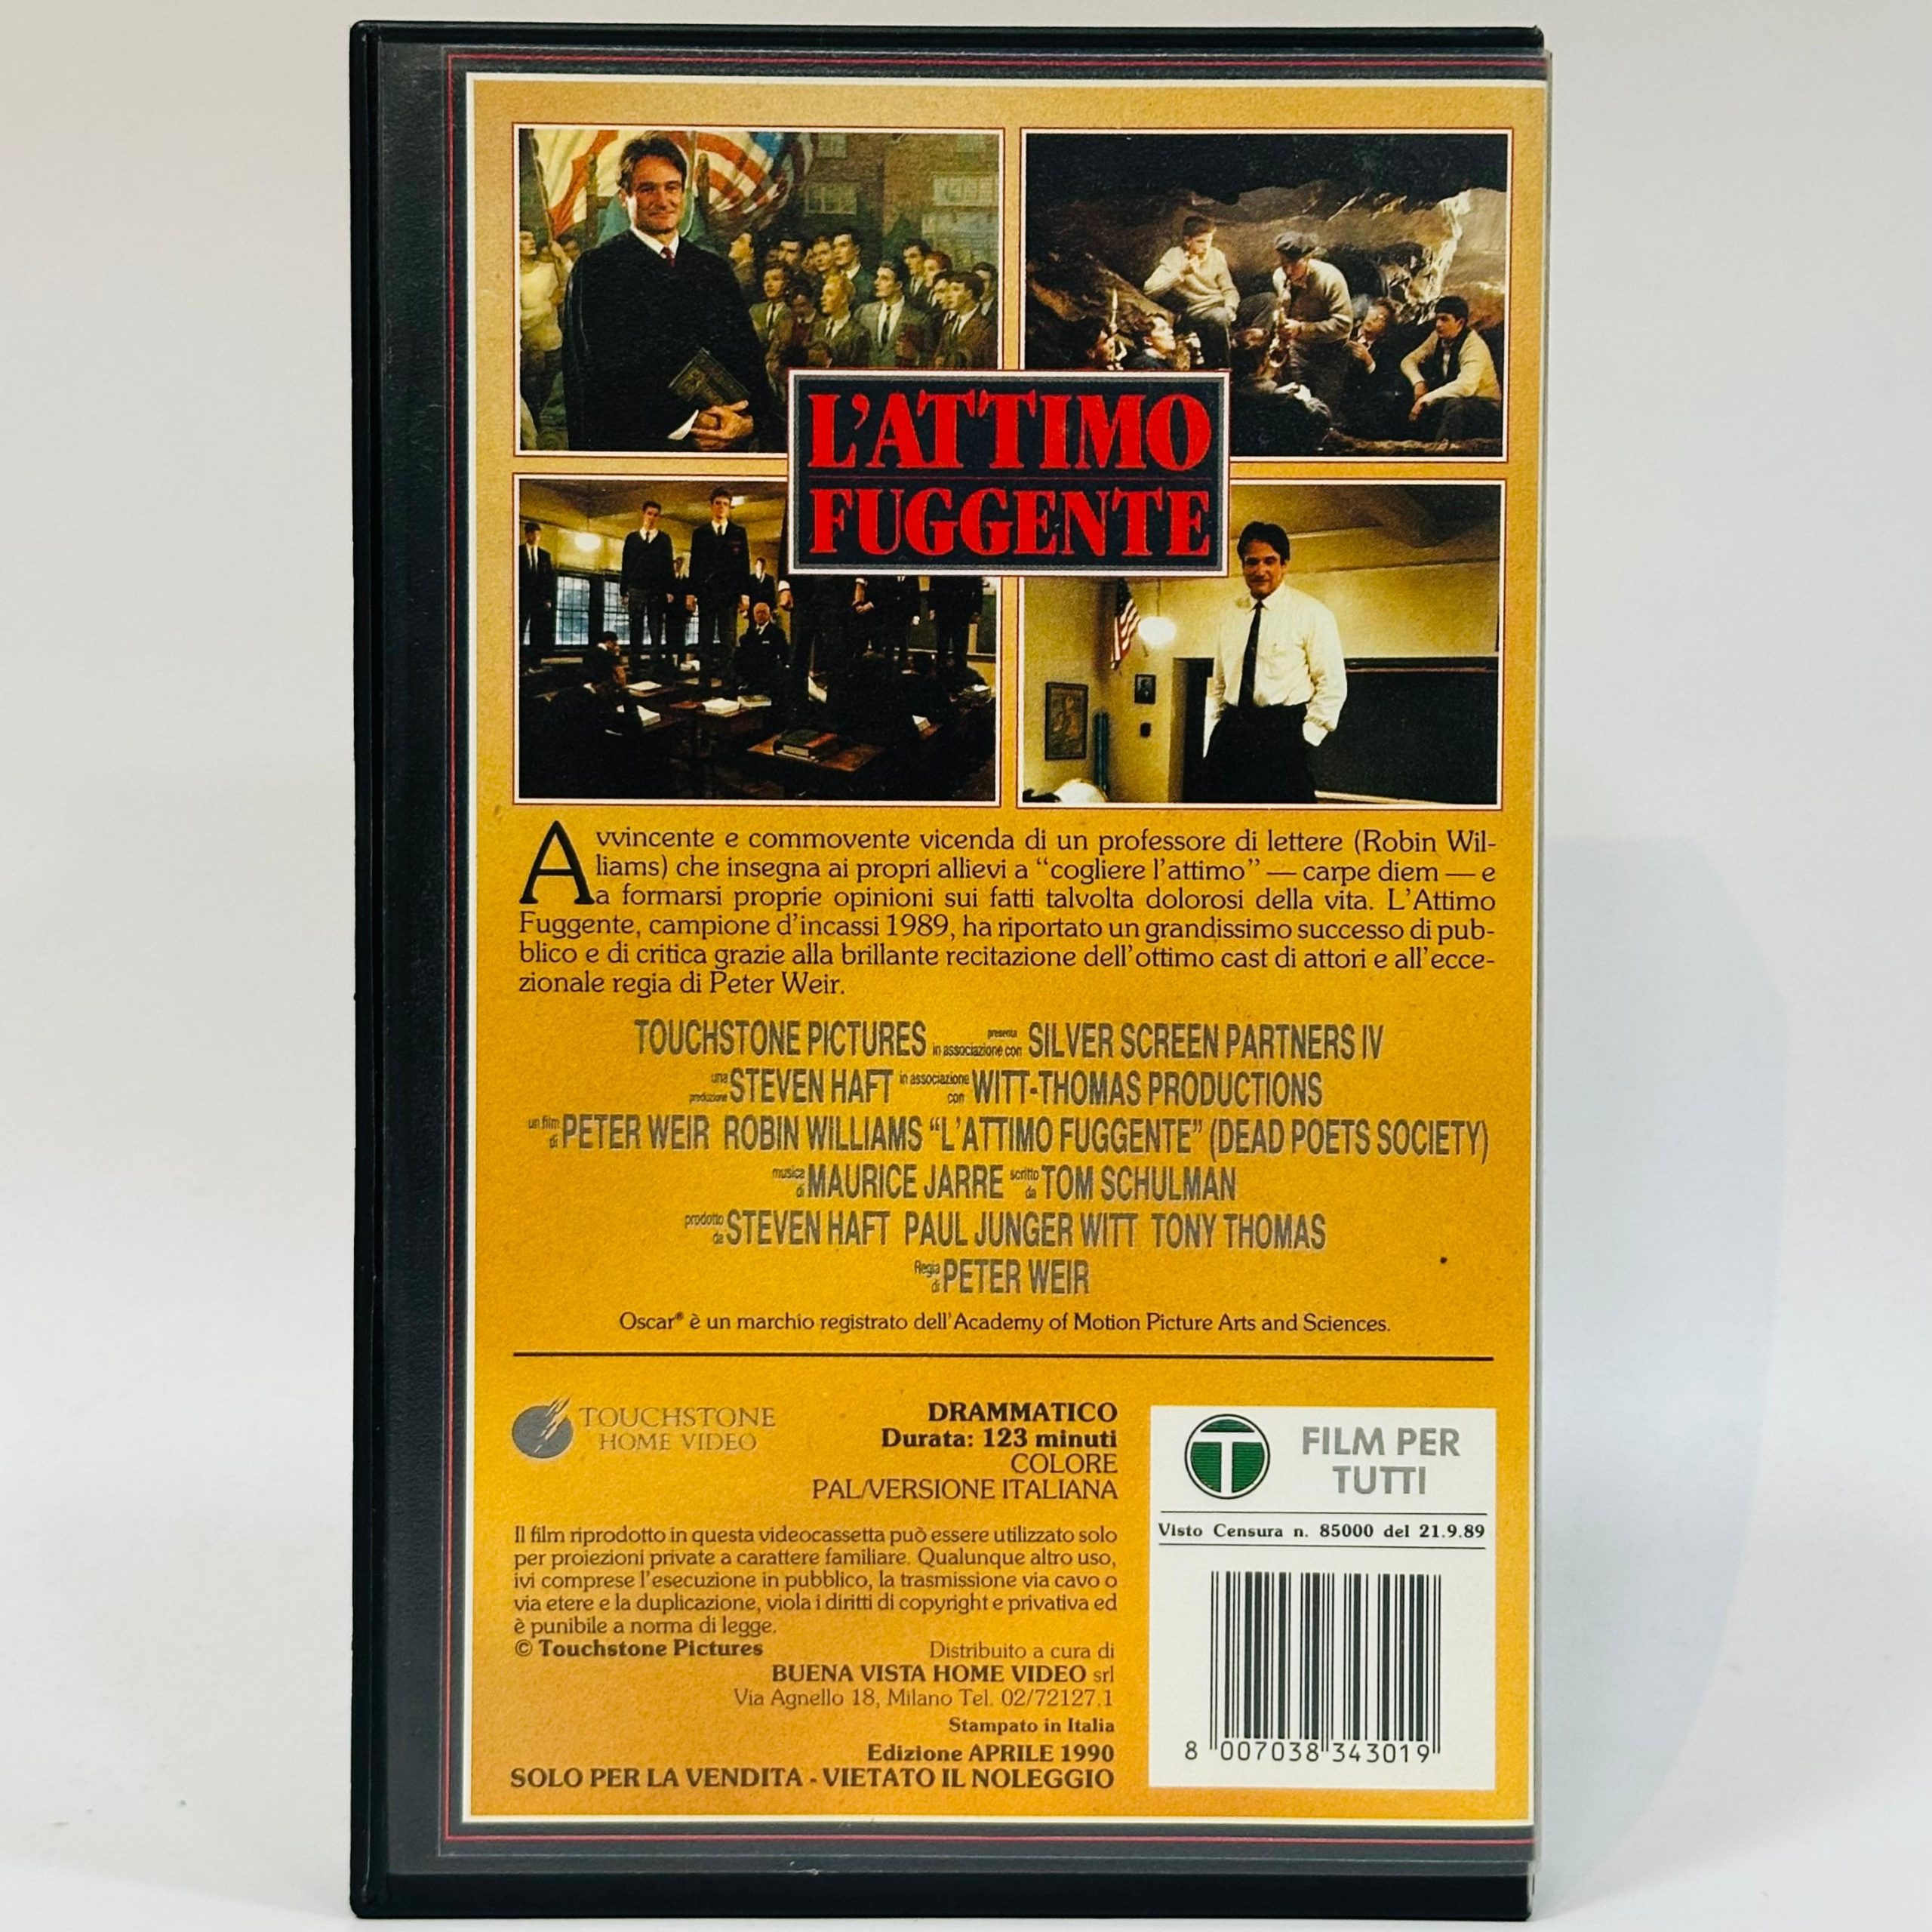 L'ATTIMO
FUGGENTE
Avvincente e commovente vicenda di un professore di lettere (Robin Wil-
liams) che insegna ai propri allievi a “cogliere l'attimo” — carpe diem — e
a formarsi proprie opinioni sui fatti talvolta dolorosi della vita. L'Attimo
Fuggente, campione d'incassi 1989, ha riportato un grandissimo successo di pub-
blico e di critica grazie alla brillante recitazione dell'ottimo cast di attori e all'ecce-
zionale regia di Peter Weir.
TOUCHSTONE PICTURES presenta in associazione con SILVER SCREEN PARTNERS IV
una produzione STEVEN HAFT in associazione con WITT-THOMAS PRODUCTIONS
un film di PETER WEIR ROBIN WILLIAMS “L'ATTIMO FUGGENTE” (DEAD POETS SOCIETY)
musica di MAURICE JARRE scritto da TOM SCHULMAN
prodotto da STEVEN HAFT PAUL JUNGER WITT TONY THOMAS
Regia di PETER WEIR
Oscar® è un marchio registrato dell'Academy of Motion Picture Arts and Sciences.
TOUCHSTONE
HOME VIDEO
DRAMMATICO
Durata: 123 minuti
COLORE
PAL/VERSIONE ITALIANA
Il film riprodotto in questa videocassetta può essere utilizzato solo
per proiezioni private a carattere familiare. Qualunque altro uso,
ivi comprese l'esecuzione in pubblico, la trasmissione via cavo o
via etere e la duplicazione, viola i diritti di copyright e privativa ed
è punibile a norma di legge.
© Touchstone Pictures
Distribuito a cura di
BUENA VISTA HOME VIDEO srl
Via Agnello 18, Milano Tel. 02/72127.1
Stampato in Italia
Edizione APRILE 1990
SOLO PER LA VENDITA - VIETATO IL NOLEGGIO
T
FILM PER
TUTTI
Visto Censura n. 85000 del 21.9.89
8 007038 343019